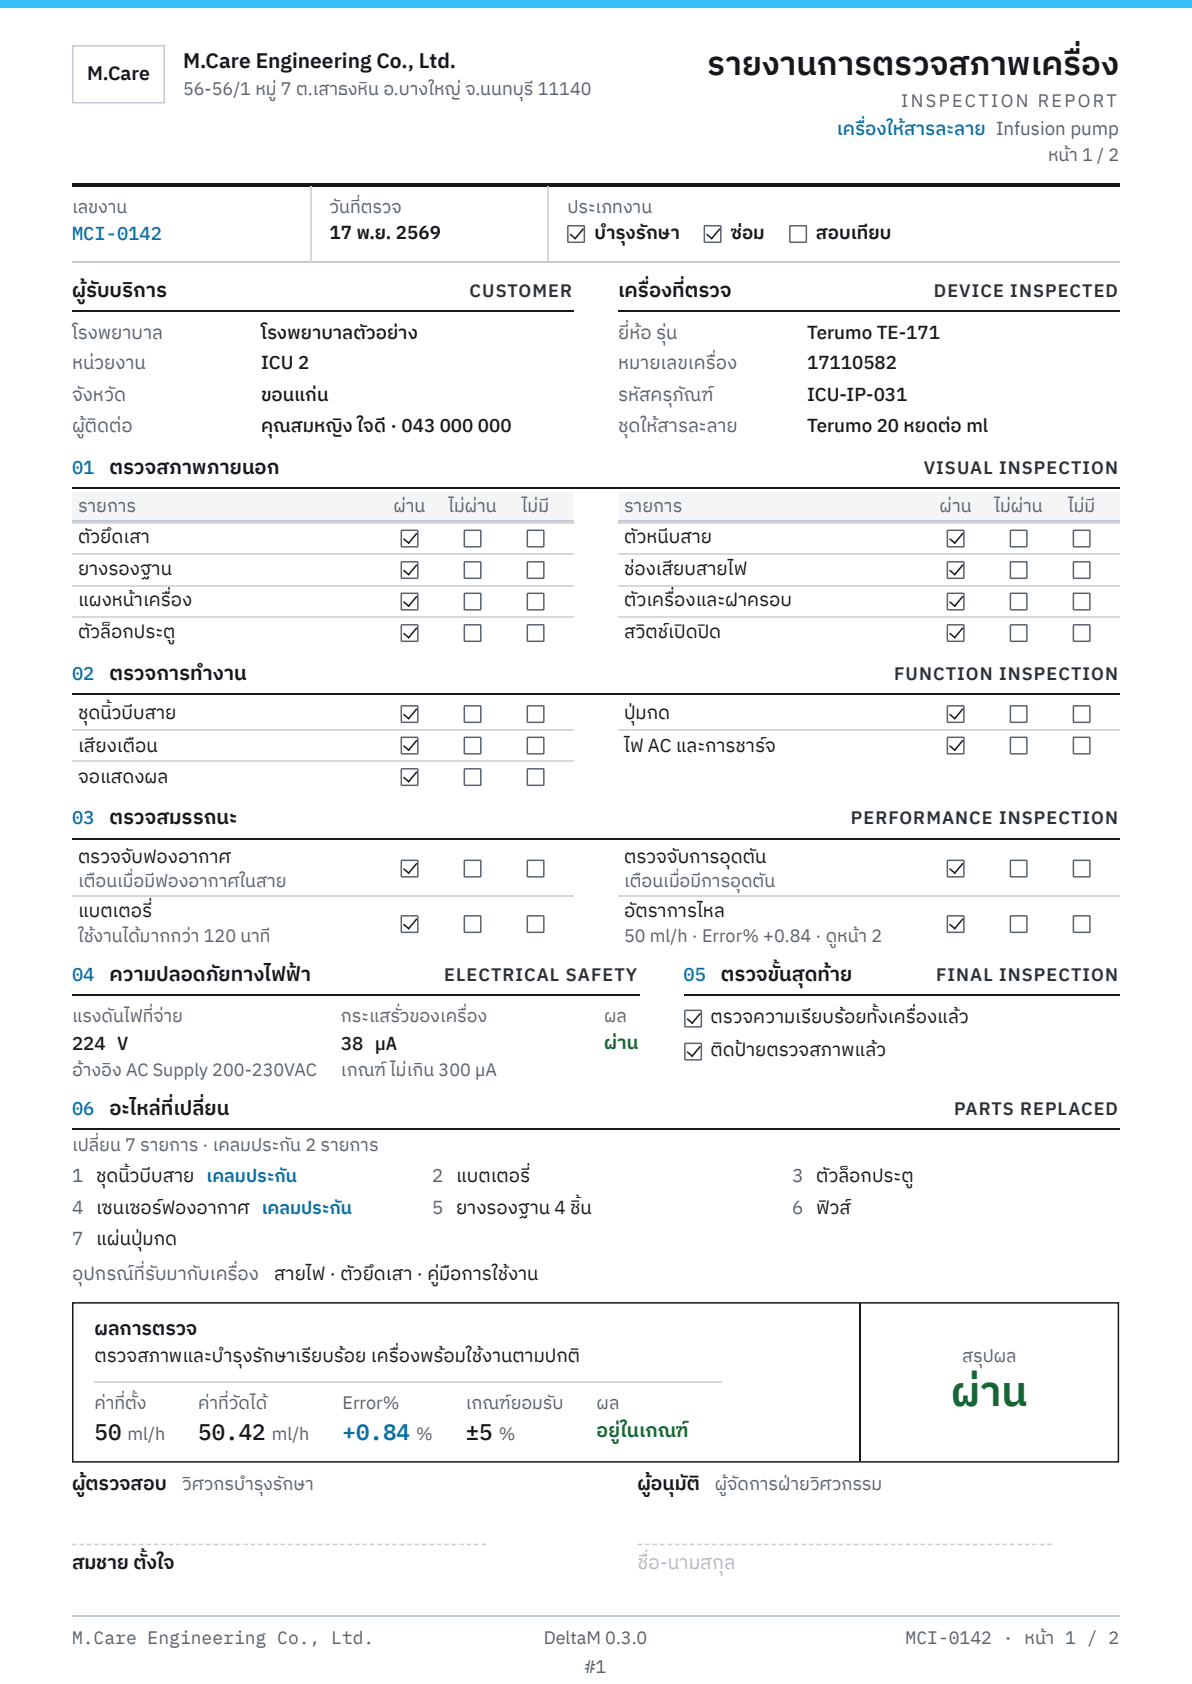 M.Care
M.Care Engineering Co., Ltd.
56-56/1 หมู่ 7 ต.เสาธงหิน อ.บางใหญ่ จ.นนทบุรี 11140
รายงานการตรวจสภาพเครื่อง
INSPECTION REPORT
เครื่องให้สารละลาย Infusion pump
หน้า 1 / 2
เลขงาน
MCI-0142
วันที่ตรวจ
17 พ.ย. 2569
ประเภทงาน
☑ บำรุงรักษา ☑ ซ่อม ☐ สอบเทียบ
ผู้รับบริการ CUSTOMER
โรงพยาบาล โรงพยาบาลตัวอย่าง
หน่วยงาน ICU 2
จังหวัด ขอนแก่น
ผู้ติดต่อ คุณสมหญิง ใจดี · 043 000 000
เครื่องที่ตรวจ DEVICE INSPECTED
ยี่ห้อ รุ่น Terumo TE-171
หมายเลขเครื่อง 17110582
รหัสครุภัณฑ์ ICU-IP-031
ชุดให้สารละลาย Terumo 20 หยดต่อ ml
01 ตรวจสภาพภายนอก VISUAL INSPECTION
รายการ ผ่าน ไม่ผ่าน ไม่มี
ตัวยึดเสา ☑ ☐ ☐
ยางรองฐาน ☑ ☐ ☐
แผงหน้าเครื่อง ☑ ☐ ☐
ตัวล็อกประตู ☑ ☐ ☐
รายการ ผ่าน ไม่ผ่าน ไม่มี
ตัวหนีบสาย ☑ ☐ ☐
ช่องเสียบสายไฟ ☑ ☐ ☐
ตัวเครื่องและฝาครอบ ☑ ☐ ☐
สวิตช์เปิดปิด ☑ ☐ ☐
02 ตรวจการทำงาน FUNCTION INSPECTION
ชุดนิ้วบีบสาย ☑ ☐ ☐
เสียงเตือน ☑ ☐ ☐
จอแสดงผล ☑ ☐ ☐
ปุ่มกด ☑ ☐ ☐
ไฟ AC และการชาร์จ ☑ ☐ ☐
03 ตรวจสมรรถนะ PERFORMANCE INSPECTION
ตรวจจับฟองอากาศ ☑ ☐ ☐
เตือนเมื่อมีฟองอากาศในสาย
แบตเตอรี่ ☑ ☐ ☐
ใช้งานได้มากกว่า 120 นาที
ตรวจจับการอุดตัน ☑ ☐ ☐
เตือนเมื่อมีการอุดตัน
อัตราการไหล ☑ ☐ ☐
50 ml/h · Error% +0.84 · ดูหน้า 2
04 ความปลอดภัยทางไฟฟ้า ELECTRICAL SAFETY
แรงดันไฟที่จ่าย กระแสรั่วของเครื่อง ผล
224 V 38 µA ผ่าน
อ้างอิง AC Supply 200-230VAC เกณฑ์ ไม่เกิน 300 µA
05 ตรวจขั้นสุดท้าย FINAL INSPECTION
☑ ตรวจความเรียบร้อยทั้งเครื่องแล้ว
☑ ติดป้ายตรวจสภาพแล้ว
06 อะไหล่ที่เปลี่ยน PARTS REPLACED
เปลี่ยน 7 รายการ · เคลมประกัน 2 รายการ
1 ชุดนิ้วบีบสาย เคลมประกัน 2 แบตเตอรี่ 3 ตัวล็อกประตู
4 เซนเซอร์ฟองอากาศ เคลมประกัน 5 ยางรองฐาน 4 ชิ้น 6 ฟิวส์
7 แผ่นปุ่มกด
อุปกรณ์ที่รับมากับเครื่อง สายไฟ · ตัวยึดเสา · คู่มือการใช้งาน
ผลการตรวจ
ตรวจสภาพและบำรุงรักษาเรียบร้อย เครื่องพร้อมใช้งานตามปกติ
ค่าที่ตั้ง ค่าที่วัดได้ Error% เกณฑ์ยอมรับ ผล
50 ml/h 50.42 ml/h +0.84 % ±5 % อยู่ในเกณฑ์
สรุปผล
ผ่าน
ผู้ตรวจสอบ วิศวกรบำรุงรักษา
สมชาย ตั้งใจ
ผู้อนุมัติ ผู้จัดการฝ่ายวิศวกรรม
ชื่อ-นามสกุล
M.Care Engineering Co., Ltd. DeltaM 0.3.0 MCI-0142 · หน้า 1 / 2
#1